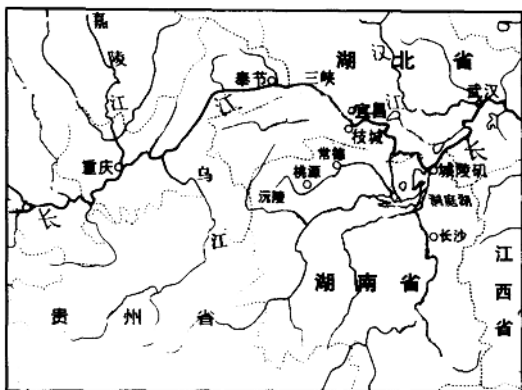 嘉陵江
湖北省
汉江
奉节
三峡
武汉
江
宜昌
枝城
长
重庆
常德
桃源
城陵矶
乌江
沅陵
洞庭湖
长
长沙
湖南省
江西省
贵州省